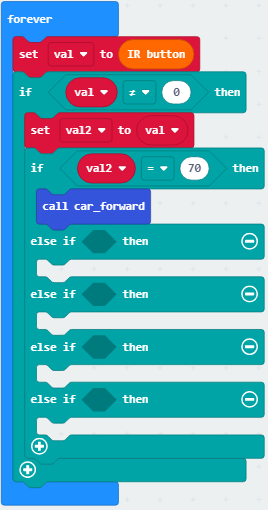 forever
set val to IR button
if val ≠ 0 then
set val2 to val
if val2 = 70 then
call car_forward
else if then
else if then
else if then
else if then